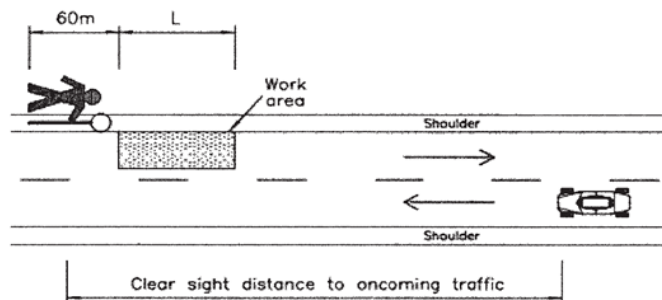 60m
L
Work
area
Shoulder
Shoulder
Clear sight distance to oncoming traffic